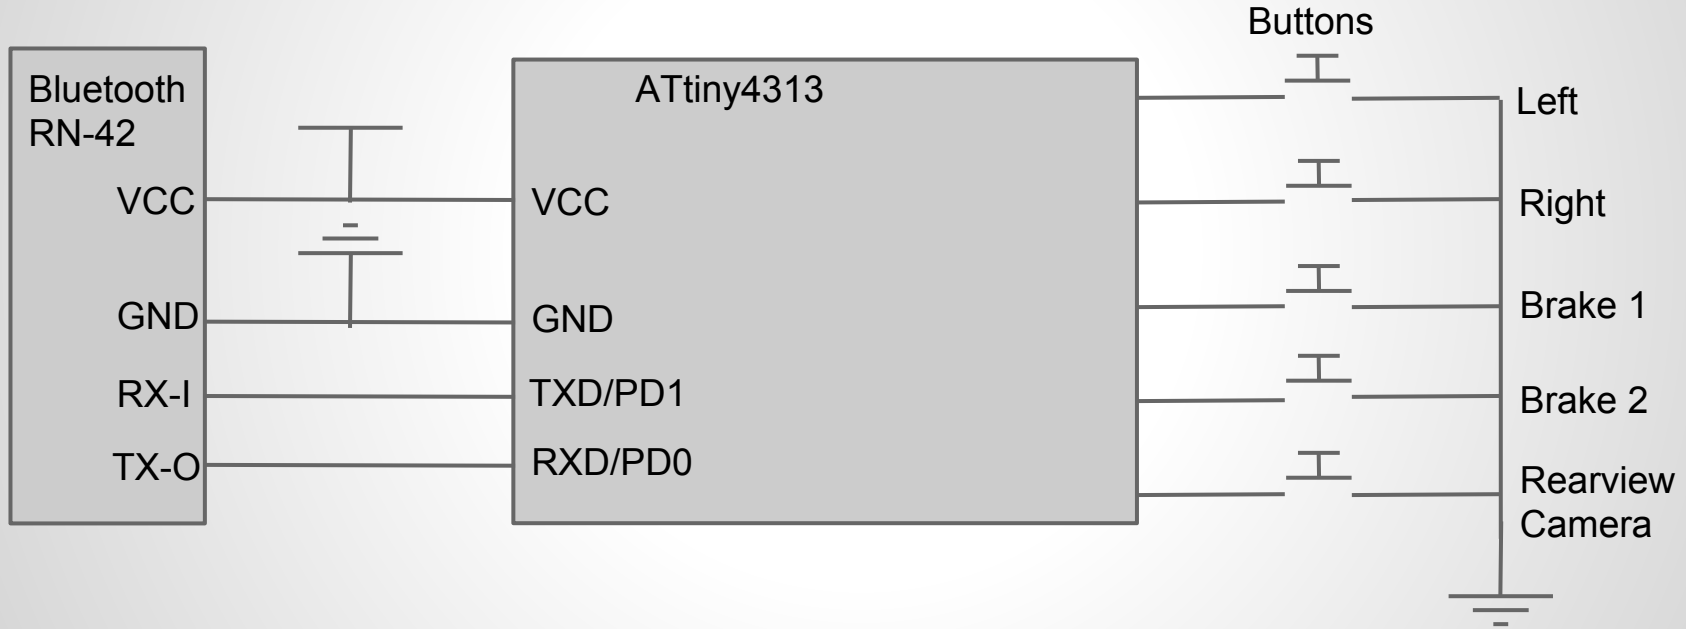 Buttons
Bluetooth
RN-42
VCC
GND
RX-I
TX-O
ATtiny4313
VCC
GND
TXD/PD1
RXD/PD0
Left
Right
Brake 1
Brake 2
Rearview
Camera